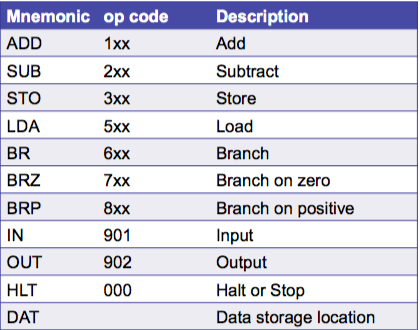 Mnemonic op code Description
ADD 1xx Add
SUB 2xx Subtract
STO 3xx Store
LDA 5xx Load
BR 6xx Branch
BRZ 7xx Branch on zero
BRP 8xx Branch on positive
IN 901 Input
OUT 902 Output
HLT 000 Halt or Stop
DAT Data storage location